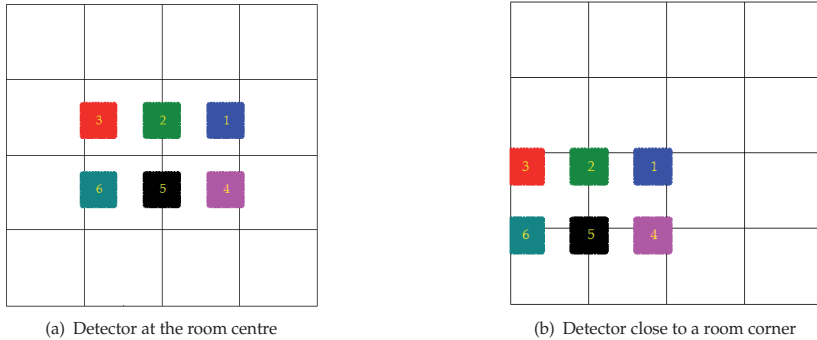 3 2 1
6 5 4
(a) Detector at the room centre
3 2 1
6 5 4
(b) Detector close to a room corner